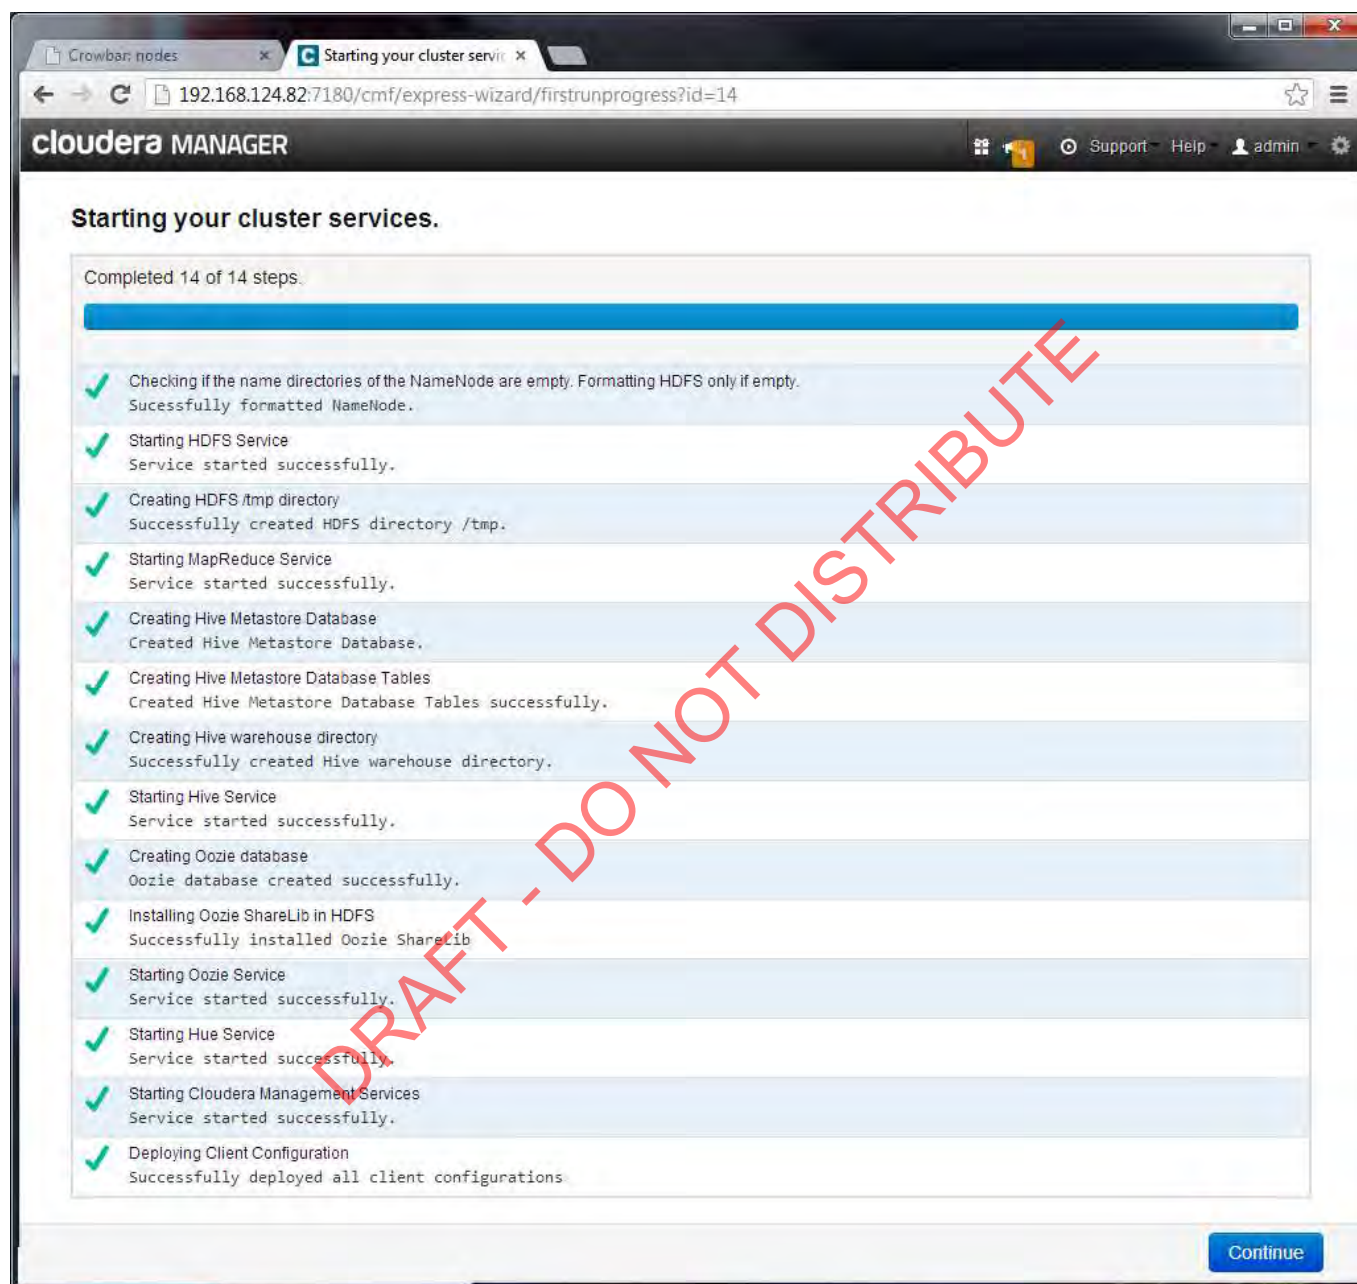 Crowbar: nodes
Starting your cluster servic
192.168.124.82:7180/cmf/express-wizard/firstrunprogress?id=14
cloudera MANAGER
Support
Help
admin
Starting your cluster services.
Completed 14 of 14 steps.
Checking if the name directories of the NameNode are empty. Formatting HDFS only if empty.
Sucessfully formatted NameNode.
Starting HDFS Service
Service started successfully.
Creating HDFS /tmp directory
Successfully created HDFS directory /tmp.
Starting MapReduce Service
Service started successfully.
Creating Hive Metastore Database
Created Hive Metastore Database.
Creating Hive Metastore Database Tables
Created Hive Metastore Database Tables successfully.
Creating Hive warehouse directory
Successfully created Hive warehouse directory.
Starting Hive Service
Service started successfully.
Creating Oozie database
Oozie database created successfully.
Installing Oozie ShareLib in HDFS
Successfully installed Oozie ShareLib
Starting Oozie Service
Service started successfully.
Starting Hue Service
Service started successfully.
Starting Cloudera Management Services
Service started successfully.
Deploying Client Configuration
Successfully deployed all client configurations
Continue
DRAFT - DO NOT DISTRIBUTE